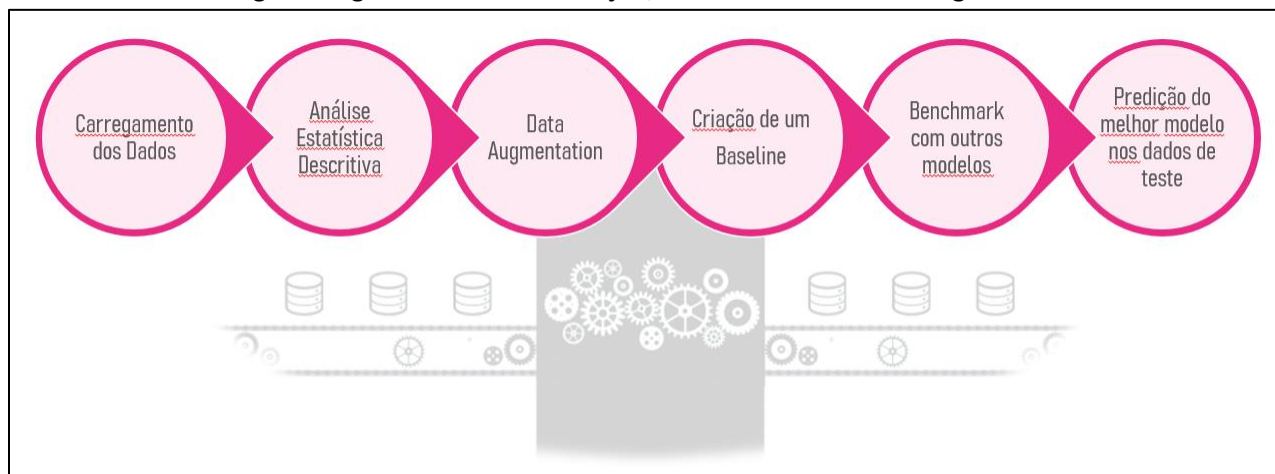 Carregamento
dos Dados
Análise
Estatística
Descritiva
Data
Augmentation
Criação de um
Baseline
Benchmark
com outros
modelos
Predição do
melhor modelo
nos dados de
teste